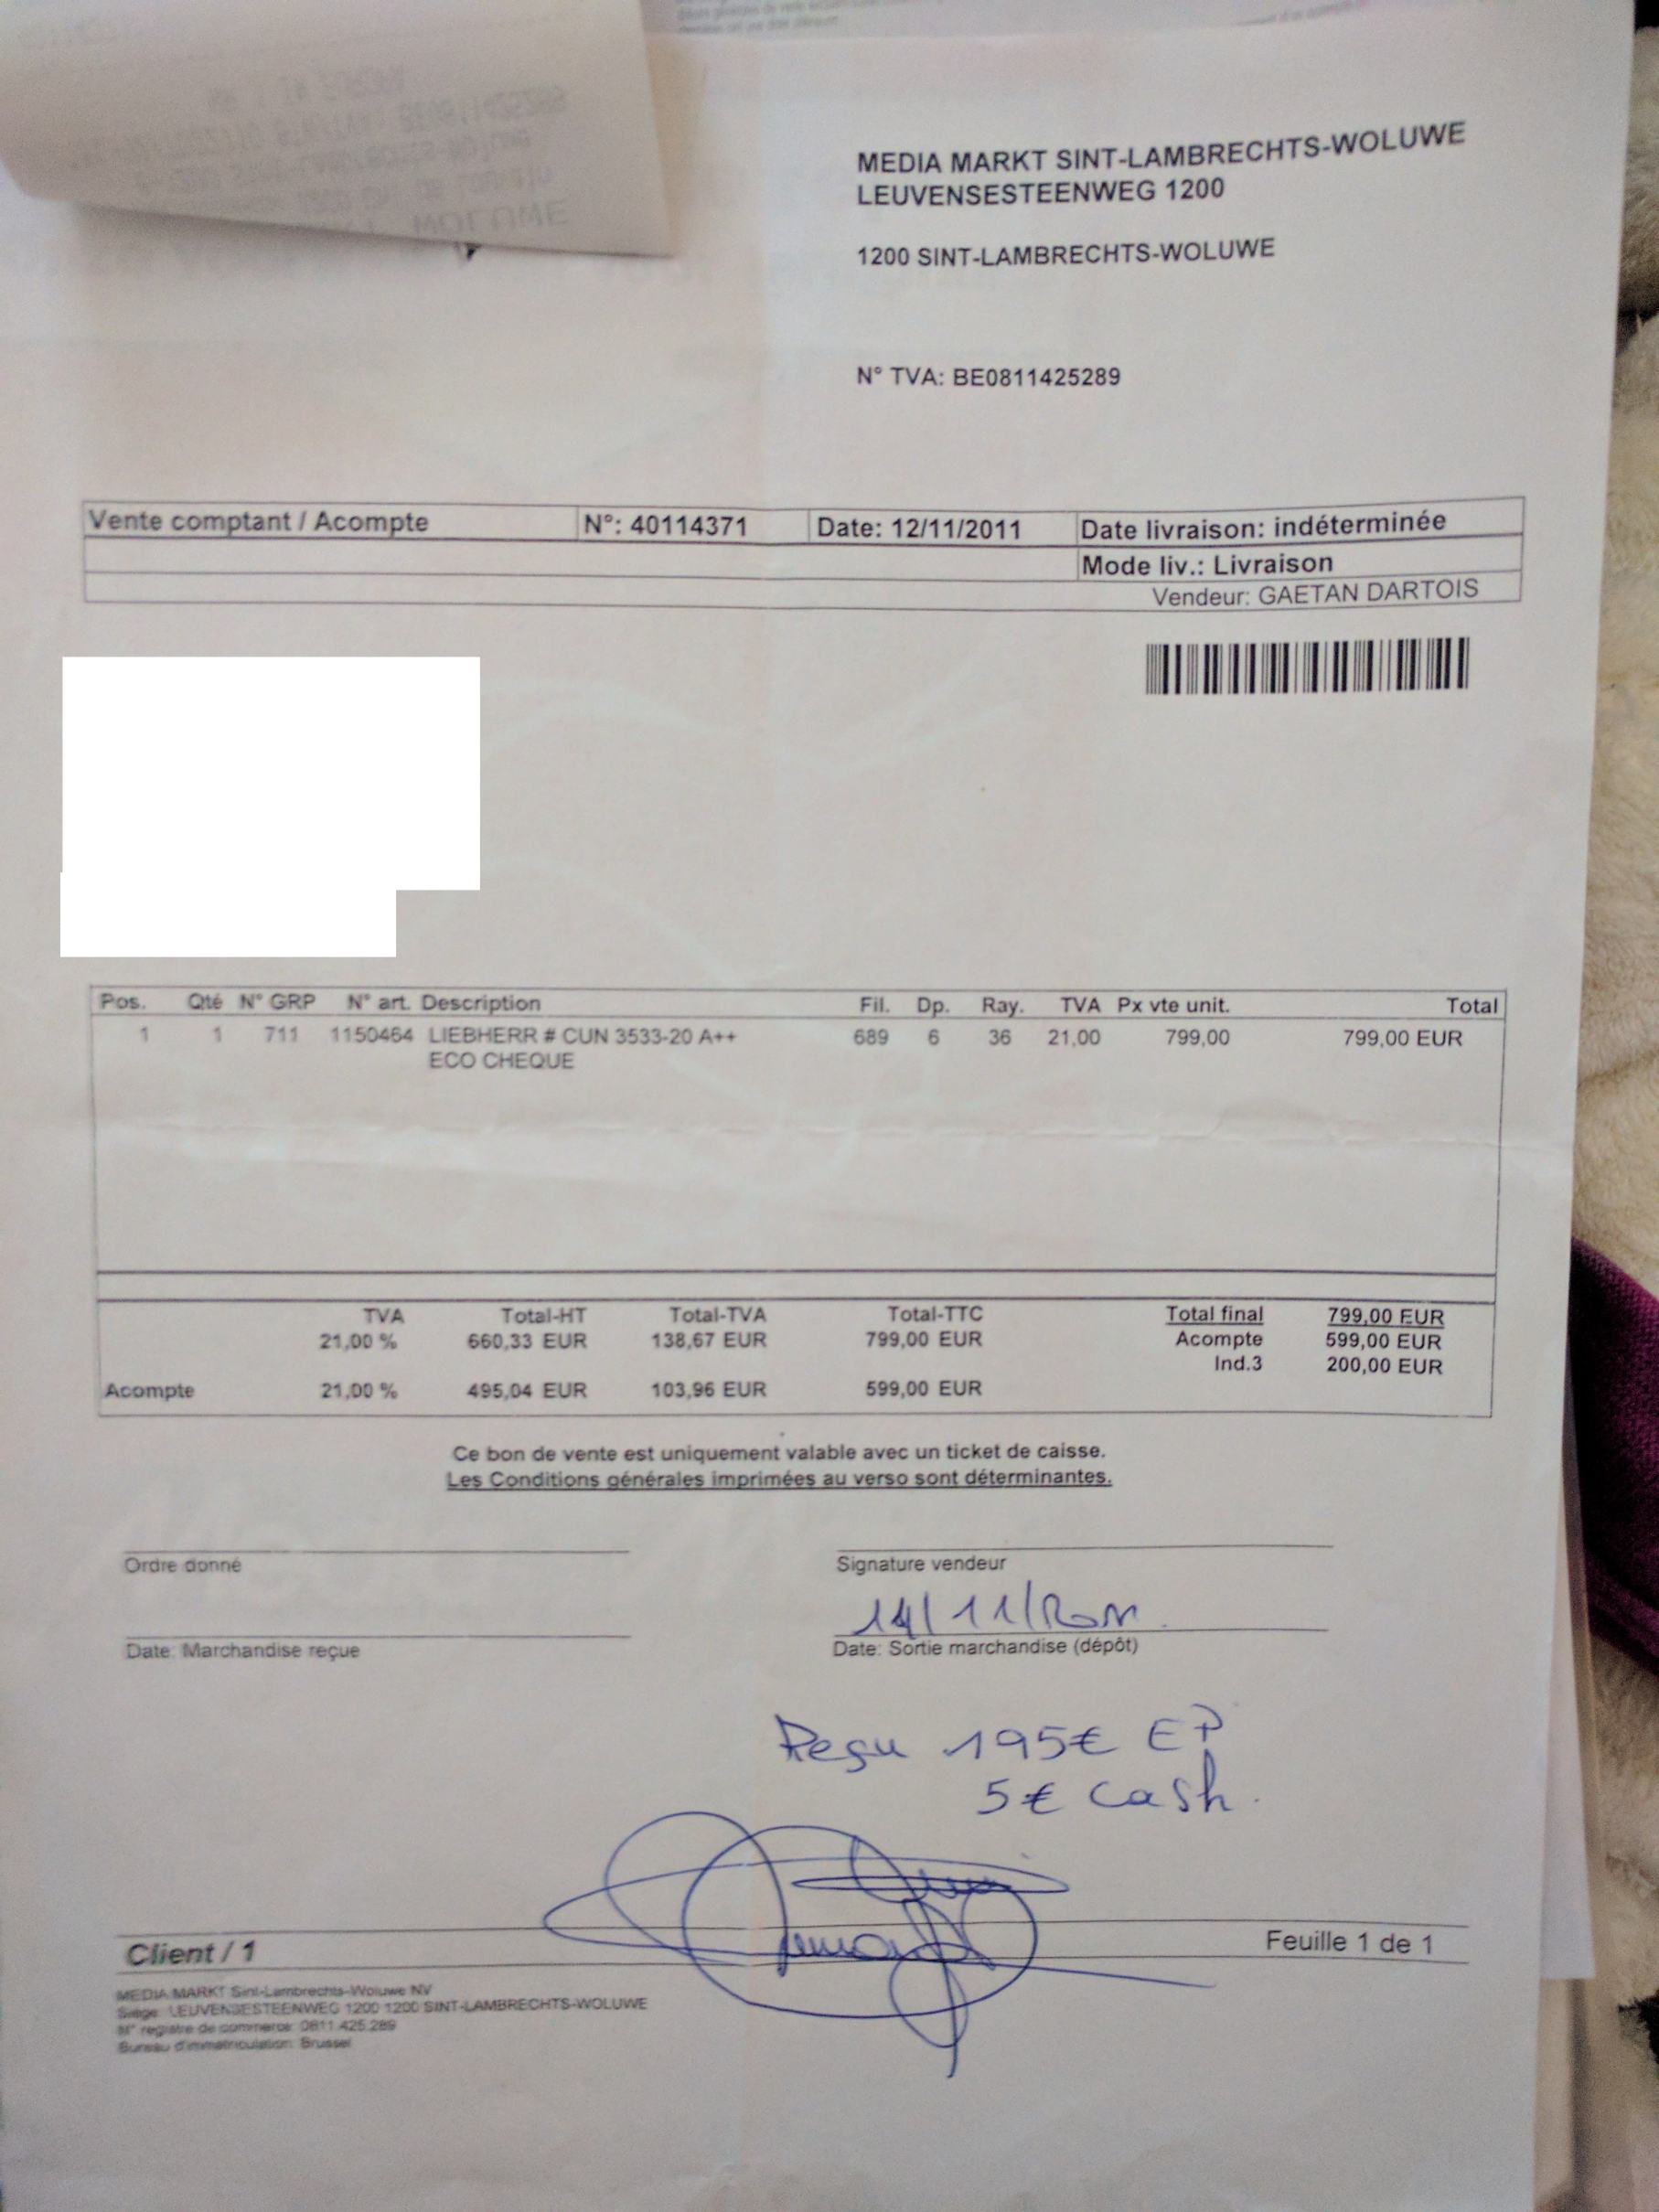 MEDIA MARKT SINT-LAMBRECHTS-WOLUWE
LEUVENSESTEENWEG 1200
1200 SINT-LAMBRECHTS-WOLUWE
N° TVA: BE0811425289
Vente comptant / Acompte N°: 40114371 Date: 12/11/2011 Date livraison: indéterminée
Mode liv.: Livraison
Vendeur: GAETAN DARTOIS
Pos. Qté N° GRP N° art. Description Fil. Dp. Ray. TVA Px vte unit. Total
1 1 711 1150464 LIEBHERR # CUN 3533-20 A++ 689 6 36 21,00 799,00 799,00 EUR
ECO CHEQUE
TVA Total-HT Total-TVA Total-TTC Total final 799,00 EUR
21,00 % 660,33 EUR 138,67 EUR 799,00 EUR Acompte 599,00 EUR
Ind.3 200,00 EUR
Acompte 21,00 % 495,04 EUR 103,96 EUR 599,00 EUR
Ce bon de vente est uniquement valable avec un ticket de caisse.
Les Conditions générales imprimées au verso sont déterminantes.
Ordre donné Signature vendeur
14/11/
Date: Marchandise reçue Date: Sortie marchandise (dépôt)
Reçu 195€ EP
5€ cash.
Client / 1 Feuille 1 de 1
MEDIA MARKT Sint-Lambrechts-Woluwe NV
Siège: LEUVENSESTEENWEG 1200 1200 SINT-LAMBRECHTS-WOLUWE
N° registre de commerce: 0811.425.289
Bureau d'immatriculation: Brussel